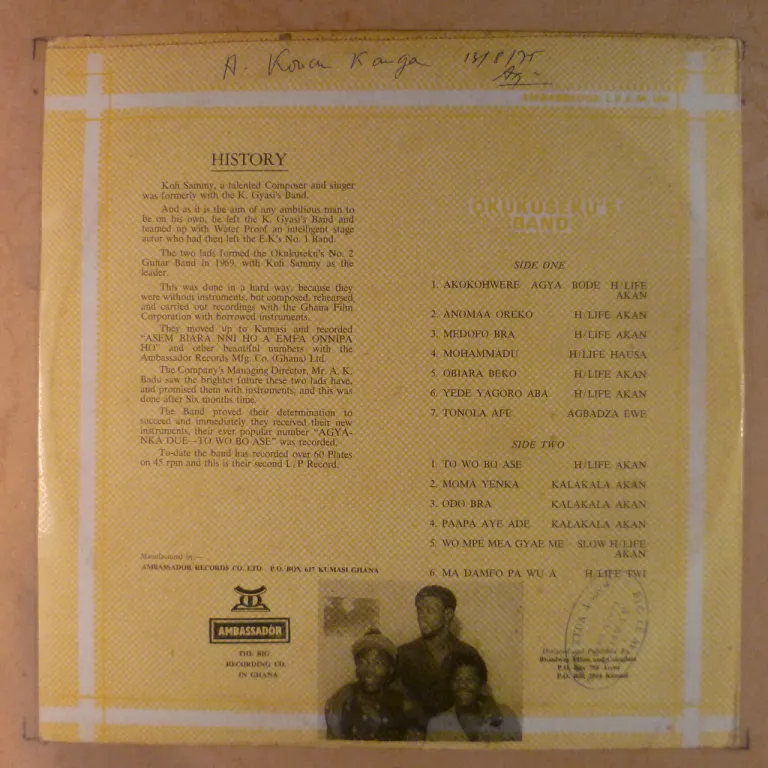 A. 13/8/75
HISTORY
Kofi Sammy, a talented Composer and singer
was formerly with the K. Gyasi's Band.
And as it is the aim of any ambitious man to
be on his own, he left the K. Gyasi's Band and
teamed up with Water Proof an intelligent stage
actor who had then left the E.K's No. 1 Band.
The two lads formed the Okukuseku's No. 2
Guitar Band in 1969, with Kofi Sammy as the
leader.
This was done in a hard way, because they
were without instruments, but composed, rehearsed
and carried out recordings with the Ghana Film
Corporation with borrowed instruments.
They moved up to Kumasi and recorded
"ASEM BIARA NNI HO A EMFA ONNIPA
HO" and other beautiful numbers with the
Ambassador Records Mfg. Co. (Ghana) Ltd.
The Company's Managing Director, Mr. A. K.
Badu saw the brighter future these two lads have,
and promised them with instruments, and this was
done after Six months time.
The Band proved their determination to
succeed and immediately they received their new
instruments, their ever popular number "AGYA-
NKA DUE—TO WO BO ASE" was recorded.
To-date the band has recorded over 60 Plates
on 45 rpm and this is their second L/P Record.
Manufactured by:—
AMBASSADOR RECORDS CO. LTD. P.O. BOX 617 KUMASI GHANA
AMBASSADOR
THE BIG
RECORDING CO.
IN GHANA
OKUKUSEKU'S
BAND
SIDE ONE
1. AKOKOHWERE AGYA BODE H/LIFE
AKAN
2. ANOMAA OREKO H/LIFE AKAN
3. MEDOFO BRA H/LIFE AKAN
4. MOHAMMADU H/LIFE HAUSA
5. OBIARA BEKO H/LIFE AKAN
6. YEDE YAGORO ABA H/LIFE AKAN
7. TONOLA AFE AGBADZA EWE
SIDE TWO
1. TO WO BO ASE H/LIFE AKAN
2. MOMA YENKA KALAKALA AKAN
3. ODO BRA KALAKALA AKAN
4. PAAPA AYE ADE KALAKALA AKAN
5. WO MPE MEA GYAE ME SLOW H/LIFE
AKAN
6. MA DAMFO PA WU A H/LIFE TWI
Designed and Published By
P.O. Box Accra
P.O. Box Kumasi